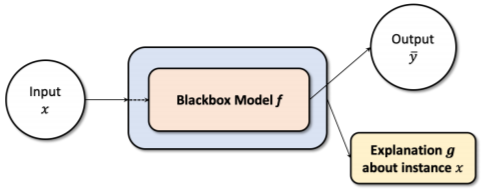 Input
x
Blackbox Model f
Output
ȳ
Explanation g
about instance x